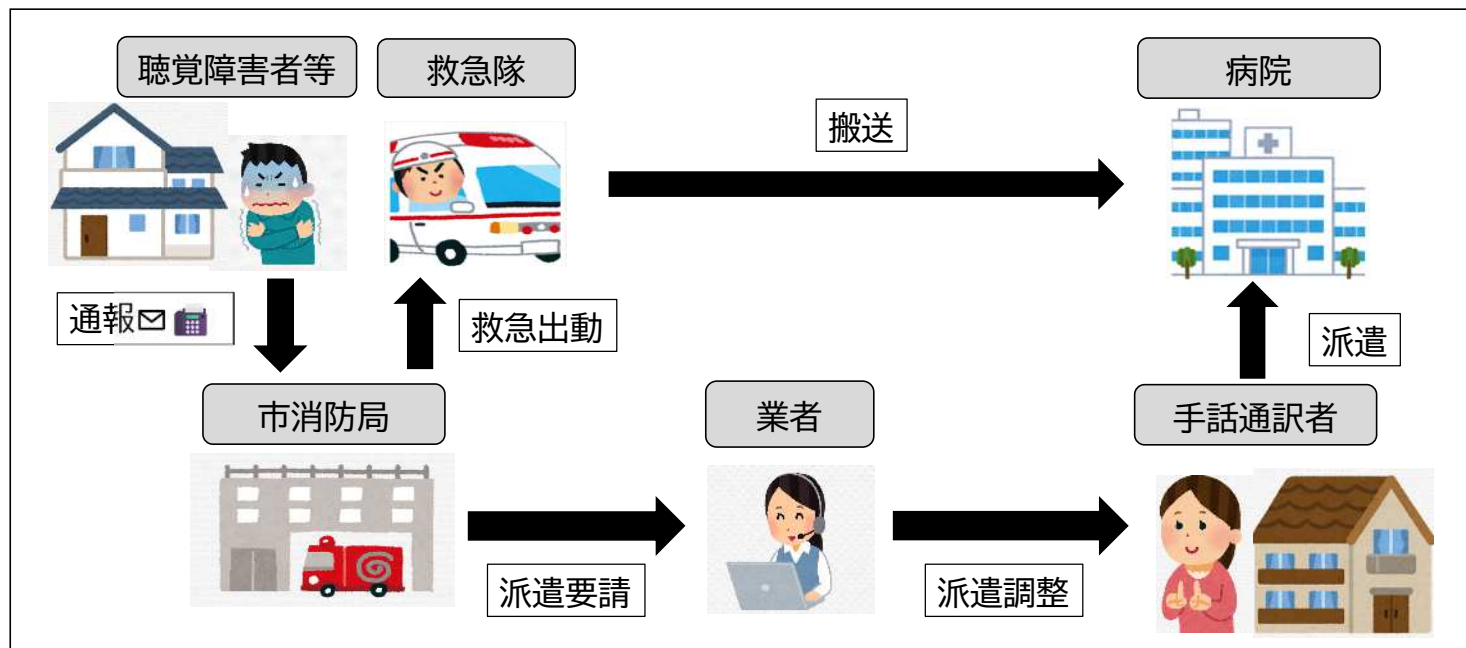 聴覚障害者等
救急隊
病院
搬送
通報
救急出動
派遣
市消防局
業者
手話通訳者
派遣要請
派遣調整